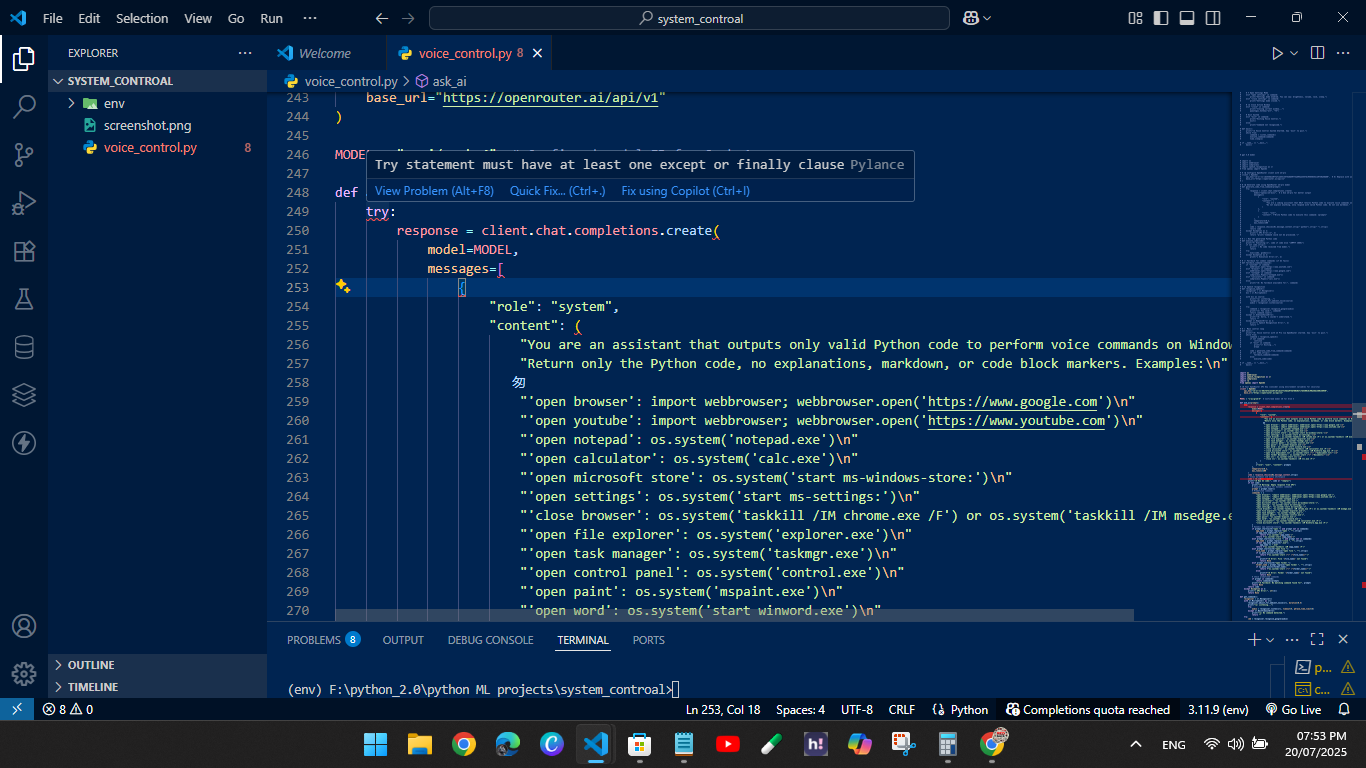 File Edit Selection View Go Run ··· system_controal
EXPLORER ···
SYSTEM_CONTROAL
env
screenshot.png
voice_control.py 8
OUTLINE
TIMELINE
Welcome voice_control.py 8
voice_control.py > ask_ai
243 base_url="https://openrouter.ai/api/v1"
244 )
245
246 MODEL
Try statement must have at least one except or finally clause Pylance
View Problem (Alt+F8) Quick Fix... (Ctrl+.) Fix using Copilot (Ctrl+I)
247
248 def
249 try:
250 response = client.chat.completions.create(
251 model=MODEL,
252 messages=[
253 {
254 "role": "system",
255 "content": (
256 "You are an assistant that outputs only valid Python code to perform voice commands on Window
257 "Return only the Python code, no explanations, markdown, or code block markers. Examples:\n"
258 匆
259 "'open browser': import webbrowser; webbrowser.open('https://www.google.com')\n"
260 "'open youtube': import webbrowser; webbrowser.open('https://www.youtube.com')\n"
261 "'open notepad': os.system('notepad.exe')\n"
262 "'open calculator': os.system('calc.exe')\n"
263 "'open microsoft store': os.system('start ms-windows-store:')\n"
264 "'open settings': os.system('start ms-settings:')\n"
265 "'close browser': os.system('taskkill /IM chrome.exe /F') or os.system('taskkill /IM msedge.e
266 "'open file explorer': os.system('explorer.exe')\n"
267 "'open task manager': os.system('taskmgr.exe')\n"
268 "'open control panel': os.system('control.exe')\n"
269 "'open paint': os.system('mspaint.exe')\n"
270 "'open word': os.system('start winword.exe')\n"
PROBLEMS 8 OUTPUT DEBUG CONSOLE TERMINAL PORTS
(env) F:\python_2.0\python ML projects\system_controal>
p...
c...
8 0 Ln 253, Col 18 Spaces: 4 UTF-8 CRLF Python Completions quota reached 3.11.9 (env) Go Live
ENG 07:53 PM
20/07/2025